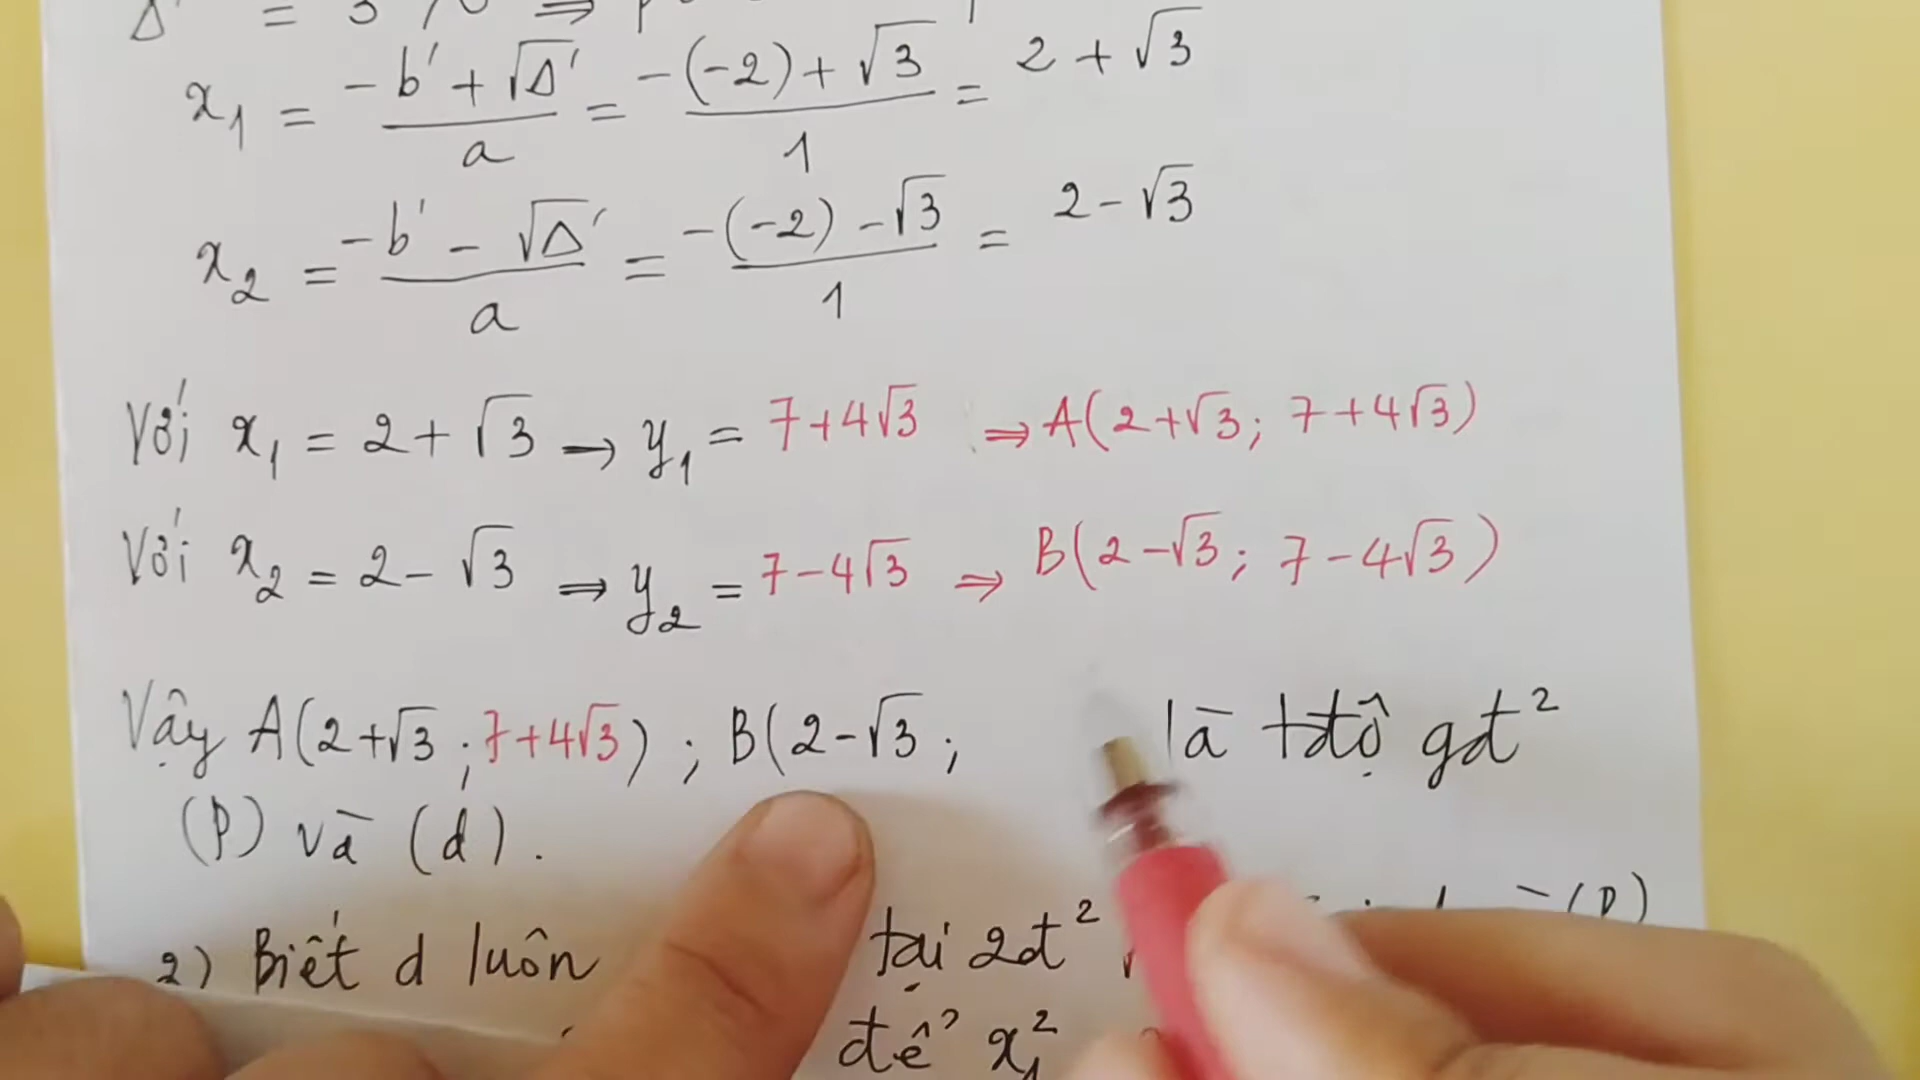 Δ' = 3
x₁ = (-b' + √Δ')/a = (-(-2) + √3)/1 = 2 + √3
x₂ = (-b' - √Δ')/a = (-(-2) - √3)/1 = 2 - √3
Với x₁ = 2 + √3 → y₁ = 7 + 4√3 ⇒ A(2 + √3; 7 + 4√3)
Với x₂ = 2 - √3 ⇒ y₂ = 7 - 4√3 ⇒ B(2 - √3; 7 - 4√3)
Vậy A(2 + √3; 7 + 4√3); B(2 - √3; là tđộ gđ²
(P) và (d).
2) Biết d luôn tại 2đ² (P)
để x₁²